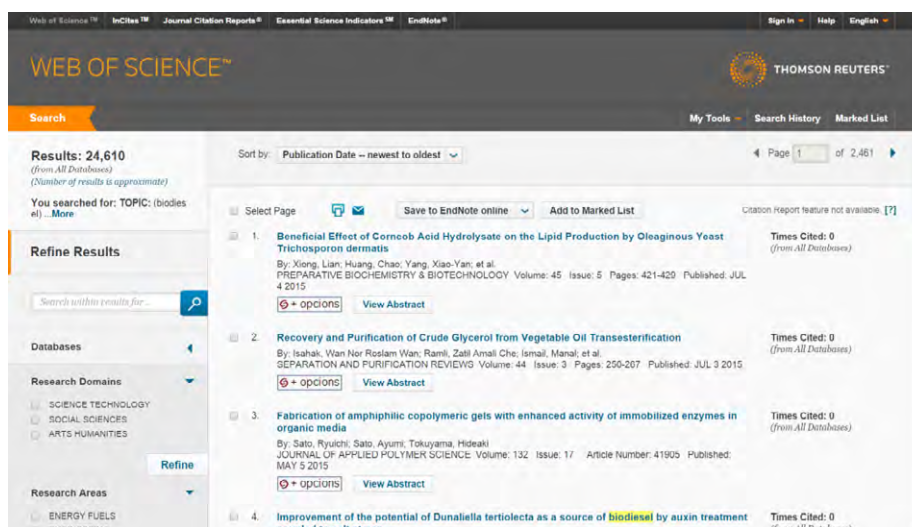 Web of Science™ InCites™ Journal Citation Reports® Essential Science Indicators℠ EndNote® Sign In Help English
WEB OF SCIENCE™ THOMSON REUTERS™
Search My Tools Search History Marked List
Results: 24,610 Sort by: Publication Date -- newest to oldest Page 1 of 2,461
(from All Databases)
(Number of results is approximate)
You searched for: TOPIC: (biodies
el) ...More
Select Page Save to EndNote online Add to Marked List Citation Report feature not available. [?]
Refine Results
Search within results for...
Databases
Research Domains
SCIENCE TECHNOLOGY
SOCIAL SCIENCES
ARTS HUMANITIES
Refine
Research Areas
ENERGY FUELS
1. Beneficial Effect of Corncob Acid Hydrolysate on the Lipid Production by Oleaginous Yeast
Trichosporon dermatis
By: Xiong, Lian; Huang, Chao; Yang, Xiao-Yan; et al.
PREPARATIVE BIOCHEMISTRY & BIOTECHNOLOGY Volume: 45 Issue: 5 Pages: 421-420 Published: JUL
4 2015
+ opcions View Abstract
Times Cited: 0
(from All Databases)
2. Recovery and Purification of Crude Glycerol from Vegetable Oil Transesterification
By: Isahak, Wan Nor Roslam Wan; Ramli, Zatil Amali Che; Ismail, Manal; et al.
SEPARATION AND PURIFICATION REVIEWS Volume: 44 Issue: 3 Pages: 250-267 Published: JUL 3 2015
+ opcions View Abstract
Times Cited: 0
(from All Databases)
3. Fabrication of amphiphilic copolymeric gels with enhanced activity of immobilized enzymes in
organic media
By: Sato, Ryuichi; Sato, Ayumi; Tokuyama, Hideaki
JOURNAL OF APPLIED POLYMER SCIENCE Volume: 132 Issue: 17 Article Number: 41905 Published:
MAY 5 2015
+ opcions View Abstract
Times Cited: 0
(from All Databases)
4. Improvement of the potential of Dunaliella tertiolecta as a source of biodiesel by auxin treatment
Times Cited: 0